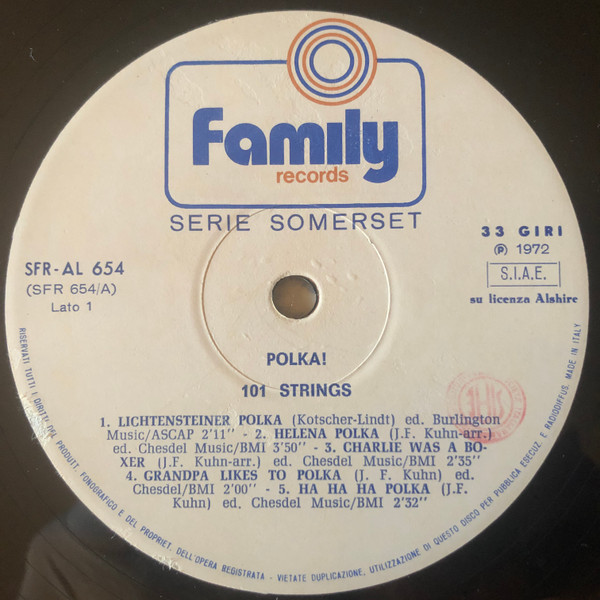 Family
records
SERIE SOMERSET
SFR-AL 654
(SFR 654/A)
Lato 1
33 GIRI
Ⓟ 1972
S.I.A.E.
su licenza Alshire
POLKA!
101 STRINGS
1. LICHTENSTEINER POLKA (Kotscher-Lindt) ed. Burlington
Music/ASCAP 2'11" - 2. HELENA POLKA (J.F. Kuhn-arr.)
ed. Chesdel Music/BMI 3'50" - 3. CHARLIE WAS A BO-
XER (J.F. Kuhn-arr.) ed. Chesdel Music/BMI 2'35"
4. GRANDPA LIKES TO POLKA (J. F. Kuhn) ed.
Chesdel/BMI 2'00" - 5. HA HA HA POLKA (J.F.
Kuhn) ed. Chesdel Music/BMI 2'32"
RISERVATI TUTTI I DIRITTI DEL PRODUTT. FONOGRAFICO E DEL PROPRIET. DELL'OPERA REGISTRATA - VIETATE DUPLICAZIONE, UTILIZZAZIONE DI QUESTO DISCO PER PUBBLICA ESECUZ. E RADIODIFFUS. MADE IN ITALY